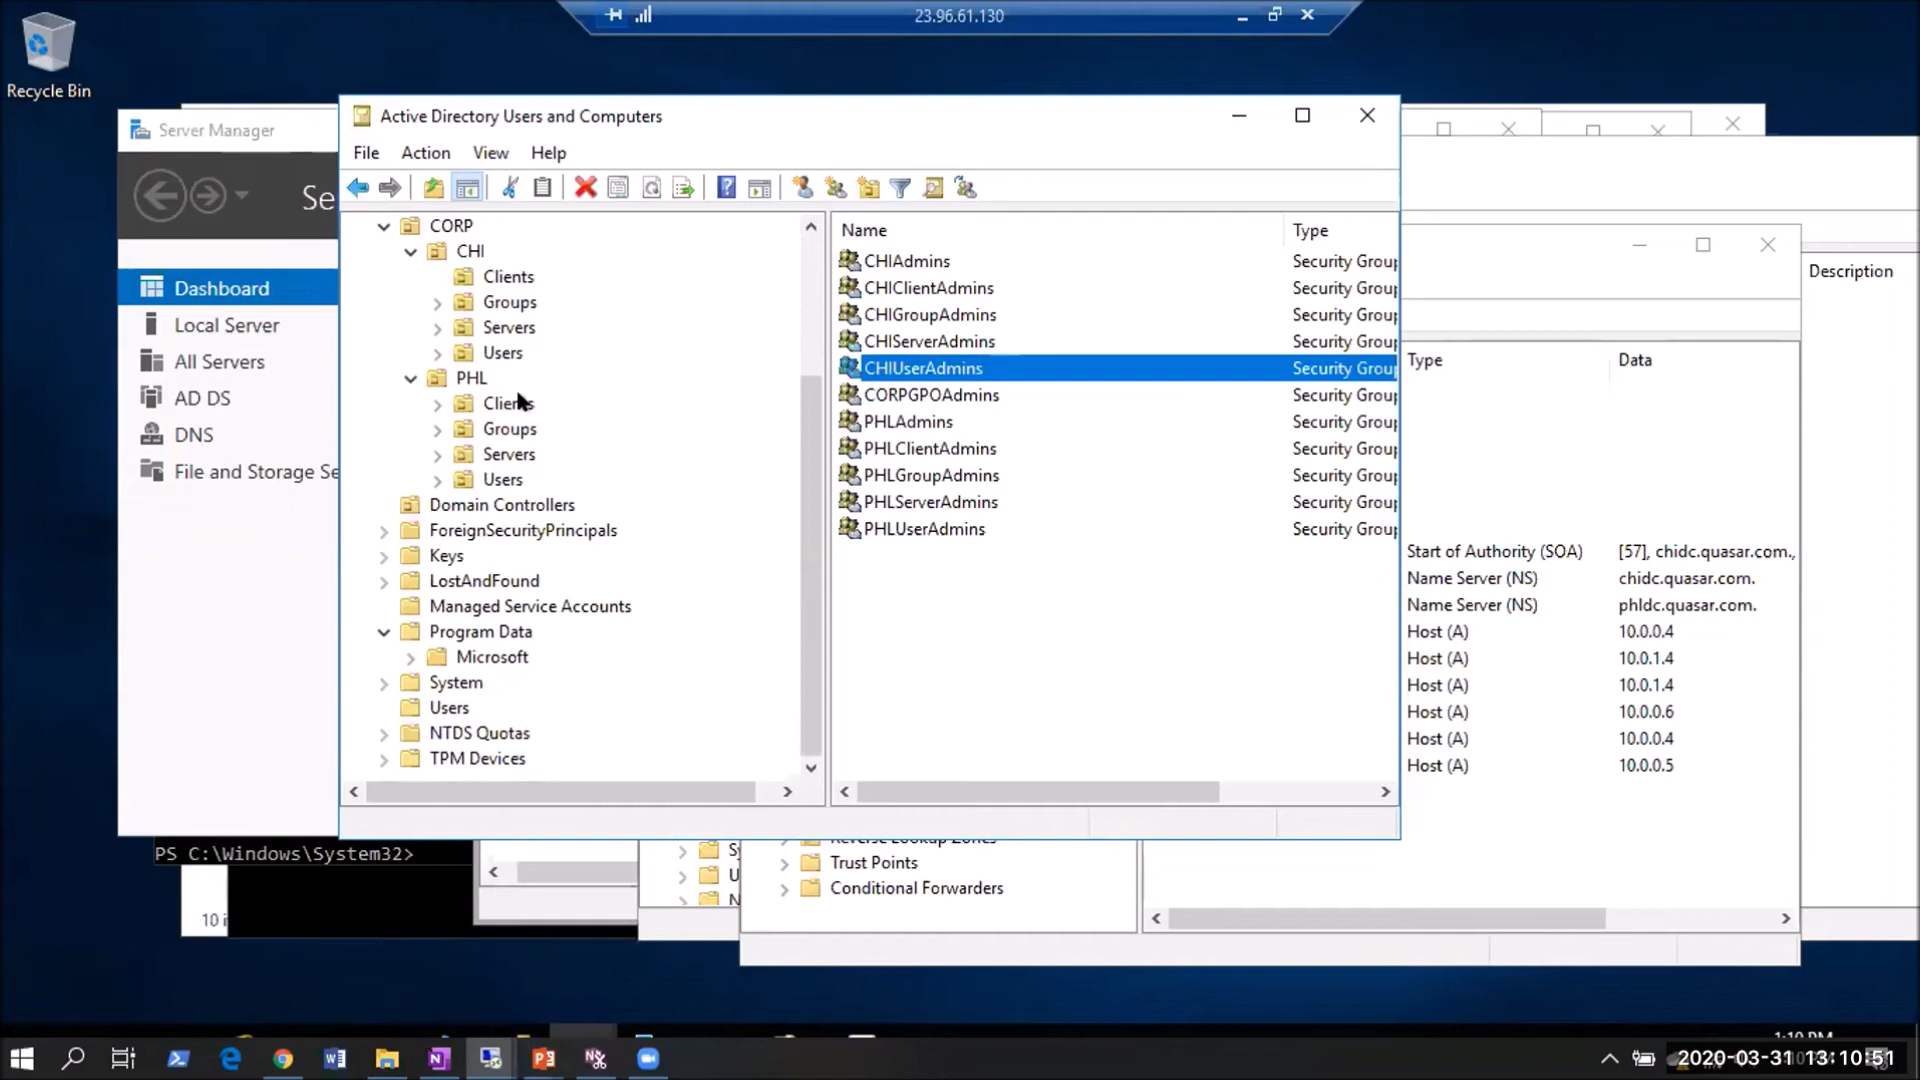 23.96.61.130
Recycle Bin
Server Manager
Se
Dashboard
Local Server
All Servers
AD DS
DNS
File and Storage Se
Active Directory Users and Computers
File Action View Help
CORP
CHI
Clients
Groups
Servers
Users
PHL
Clients
Groups
Servers
Users
Domain Controllers
ForeignSecurityPrincipals
Keys
LostAndFound
Managed Service Accounts
Program Data
Microsoft
System
Users
NTDS Quotas
TPM Devices
Name Type
CHIAdmins Security Group
CHIClientAdmins Security Group
CHIGroupAdmins Security Group
CHIServerAdmins Security Group
CHIUserAdmins Security Group
CORPGPOAdmins Security Group
PHLAdmins Security Group
PHLClientAdmins Security Group
PHLGroupAdmins Security Group
PHLServerAdmins Security Group
PHLUserAdmins Security Group
Description
Type Data
Start of Authority (SOA) [57], chidc.quasar.com.,
Name Server (NS) chidc.quasar.com.
Name Server (NS) phldc.quasar.com.
Host (A) 10.0.0.4
Host (A) 10.0.1.4
Host (A) 10.0.1.4
Host (A) 10.0.0.6
Host (A) 10.0.0.4
Host (A) 10.0.0.5
PS C:\Windows\System32>
10 i
Reverse Lookup Zones
Trust Points
Conditional Forwarders
2020-03-31 13:10:51